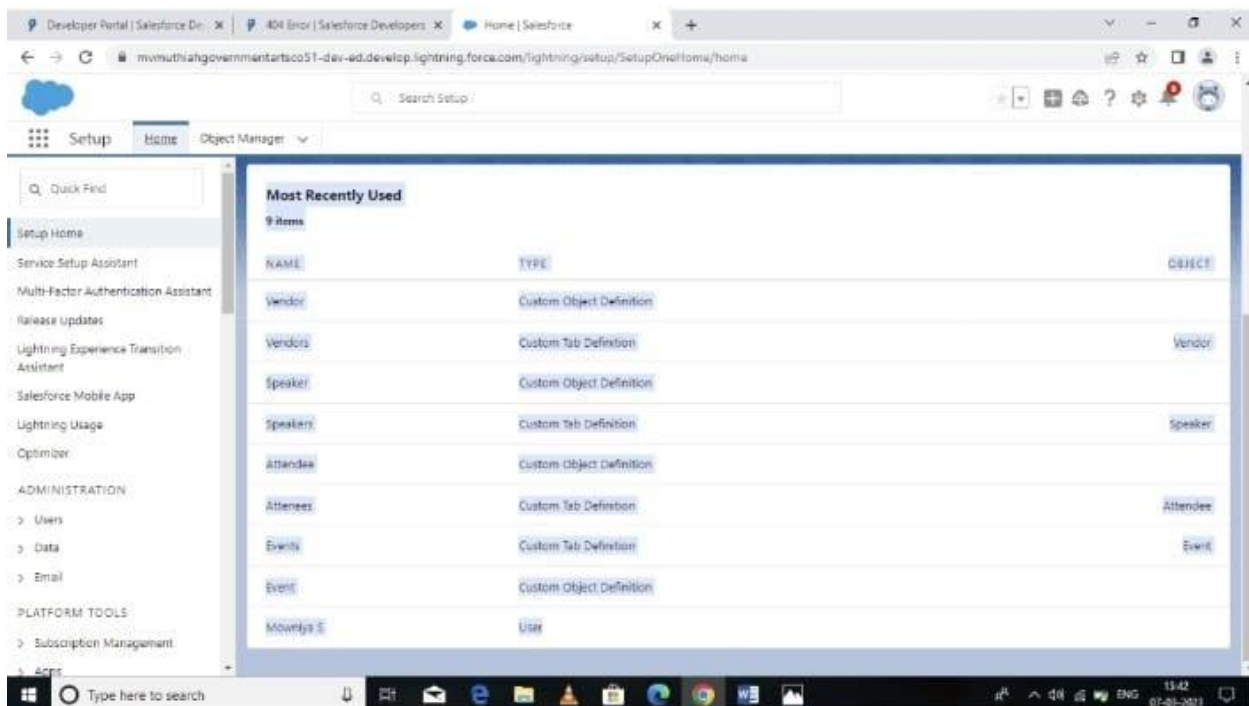 Developer Portal | Salesforce De
404 Error | Salesforce Developers
Home | Salesforce
mvmuthiahgovernmentartsco51-dev-ed.develop.lightning.force.com/lightning/setup/SetupOneHome/home
Search Setup
Setup
Home
Object Manager
Quick Find
Setup Home
Service Setup Assistant
Multi-Factor Authentication Assistant
Release Updates
Lightning Experience Transition
Assistant
Salesforce Mobile App
Lightning Usage
Optimizer
ADMINISTRATION
Users
Data
Email
PLATFORM TOOLS
Subscription Management
Apps
Most Recently Used
9 items
NAME TYPE OBJECT
Vendor Custom Object Definition
Vendors Custom Tab Definition Vendor
Speaker Custom Object Definition
Speakers Custom Tab Definition Speaker
Attendee Custom Object Definition
Attenees Custom Tab Definition Attendee
Events Custom Tab Definition Event
Event Custom Object Definition
Mowniya S User
Type here to search
ENG
13:42
07-03-2023